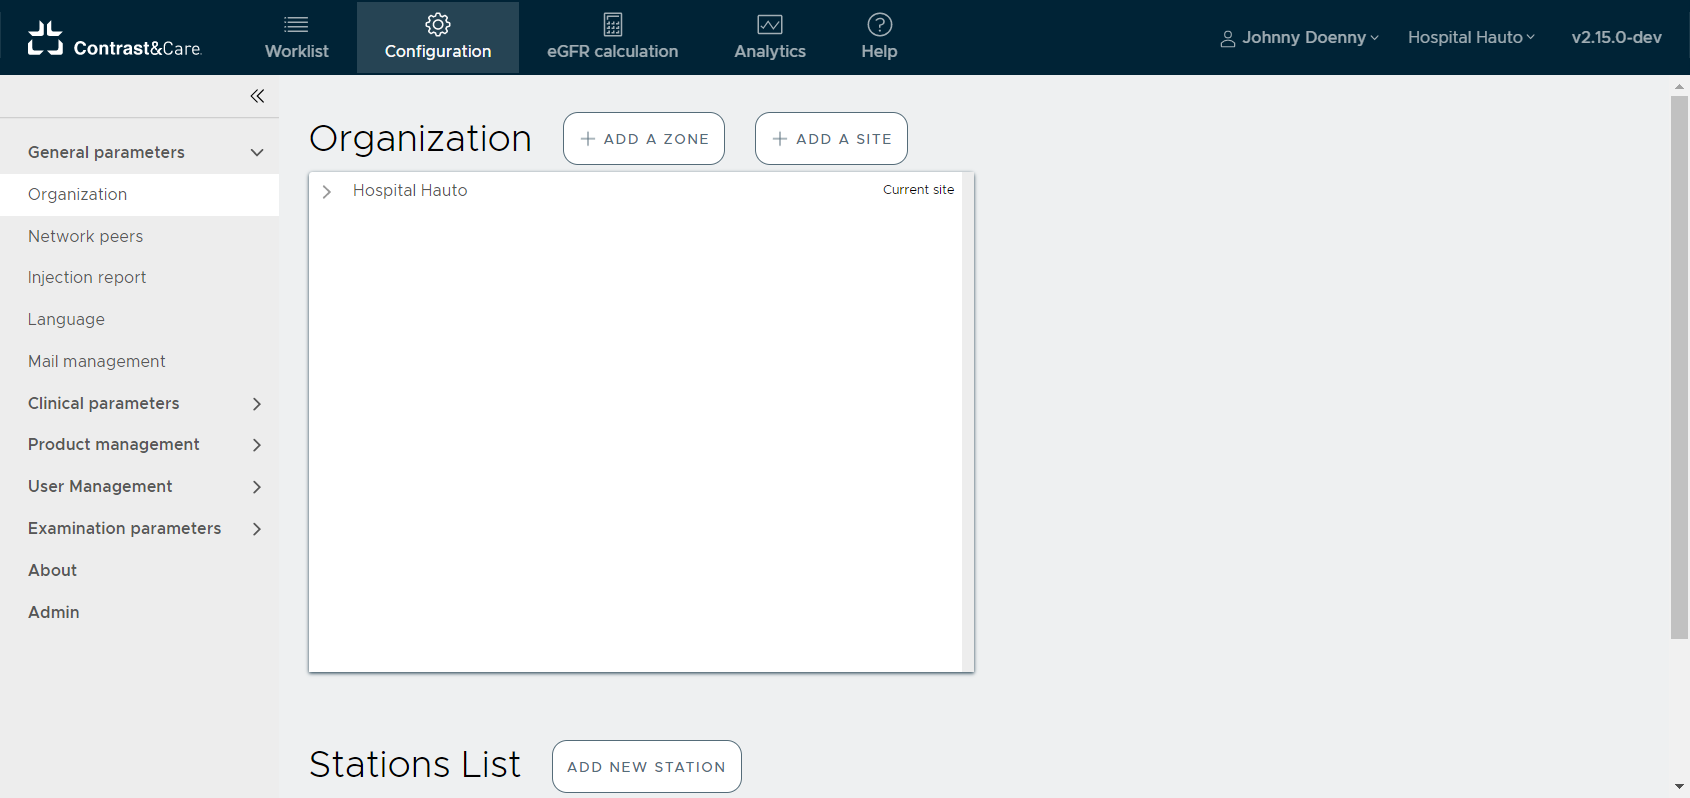 Contrast&Care
Worklist
Configuration
eGFR calculation
Analytics
Help
Johnny Doenny
Hospital Hauto
v2.15.0-dev
General parameters
Organization
Network peers
Injection report
Language
Mail management
Clinical parameters
Product management
User Management
Examination parameters
About
Admin
Organization
ADD A ZONE
ADD A SITE
Hospital Hauto
Current site
Stations List
ADD NEW STATION